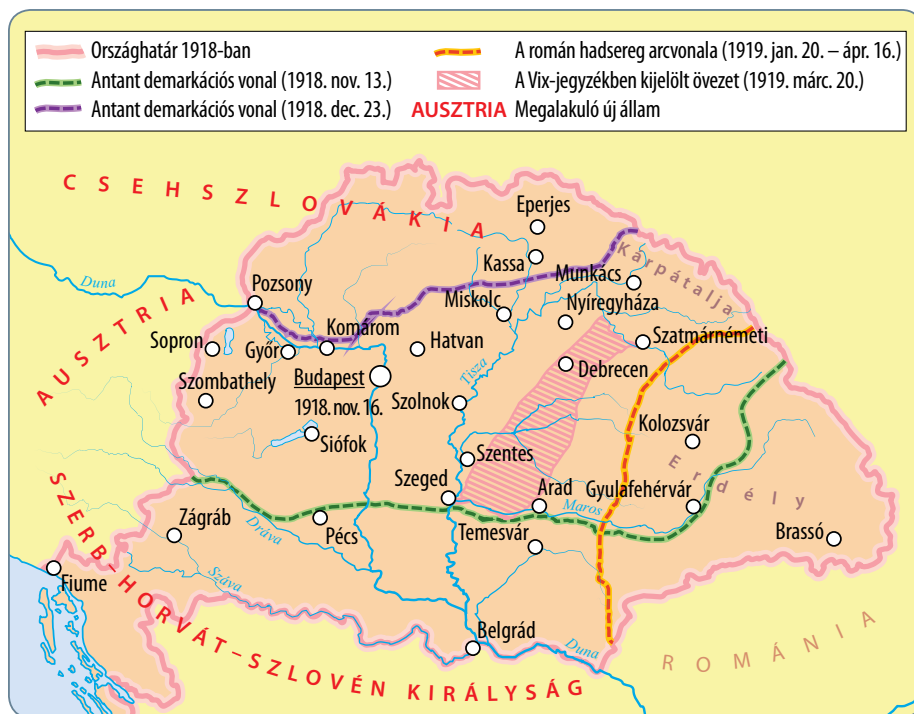 Országhatár 1918-ban
Antant demarkációs vonal (1918. nov. 13.)
Antant demarkációs vonal (1918. dec. 23.)
A román hadsereg arcvonala (1919. jan. 20. – ápr. 16.)
A Vix-jegyzékben kijelölt övezet (1919. márc. 20.)
AUSZTRIA Megalakuló új állam
CSEHSZLOVÁKIA
Eperjes
Kassa
Kárpátalja
Munkács
Duna
Pozsony
Miskolc
Nyíregyháza
AUSZTRIA
Sopron
Győr
Komárom
Hatvan
Szatmárnémeti
Tisza
Debrecen
Szombathely
Budapest
1918. nov. 16.
Szolnok
Kolozsvár
Siófok
Szentes
Erdély
Szeged
Arad
Maros
Gyulafehérvár
Zágráb
Dráva
Pécs
Temesvár
Brassó
Száva
Fiume
Belgrád
Duna
SZERB–HORVÁT–SZLOVÉN KIRÁLYSÁG
ROMÁNIA